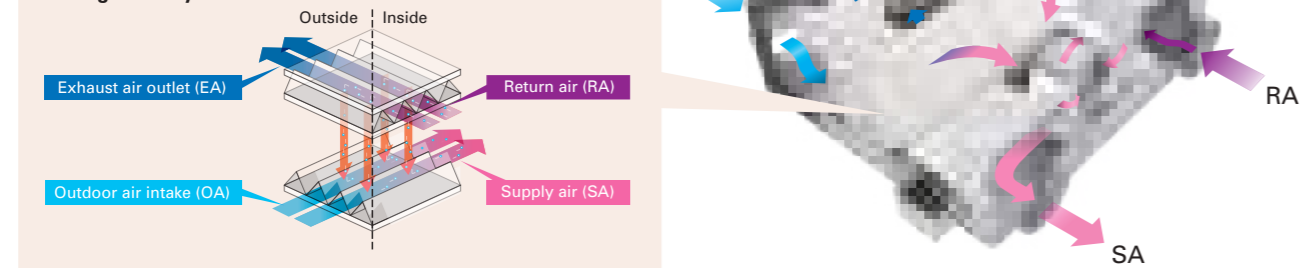 Outside Inside
Exhaust air outlet (EA)
Return air (RA)
Outdoor air intake (OA)
Supply air (SA)
RA
SA